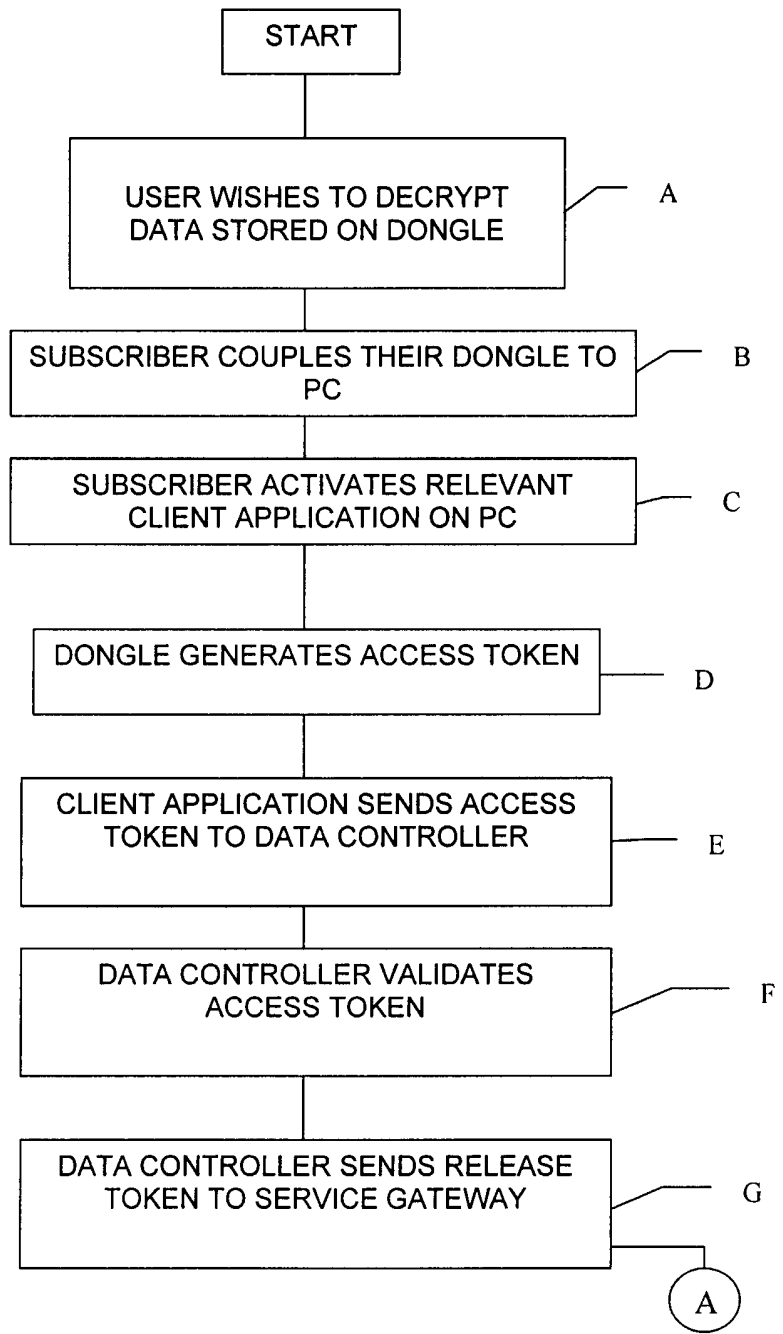 START
USER WISHES TO DECRYPT
DATA STORED ON DONGLE
A
SUBSCRIBER COUPLES THEIR DONGLE TO
PC
B
SUBSCRIBER ACTIVATES RELEVANT
CLIENT APPLICATION ON PC
C
DONGLE GENERATES ACCESS TOKEN
D
CLIENT APPLICATION SENDS ACCESS
TOKEN TO DATA CONTROLLER
E
DATA CONTROLLER VALIDATES
ACCESS TOKEN
F
DATA CONTROLLER SENDS RELEASE
TOKEN TO SERVICE GATEWAY
G
A